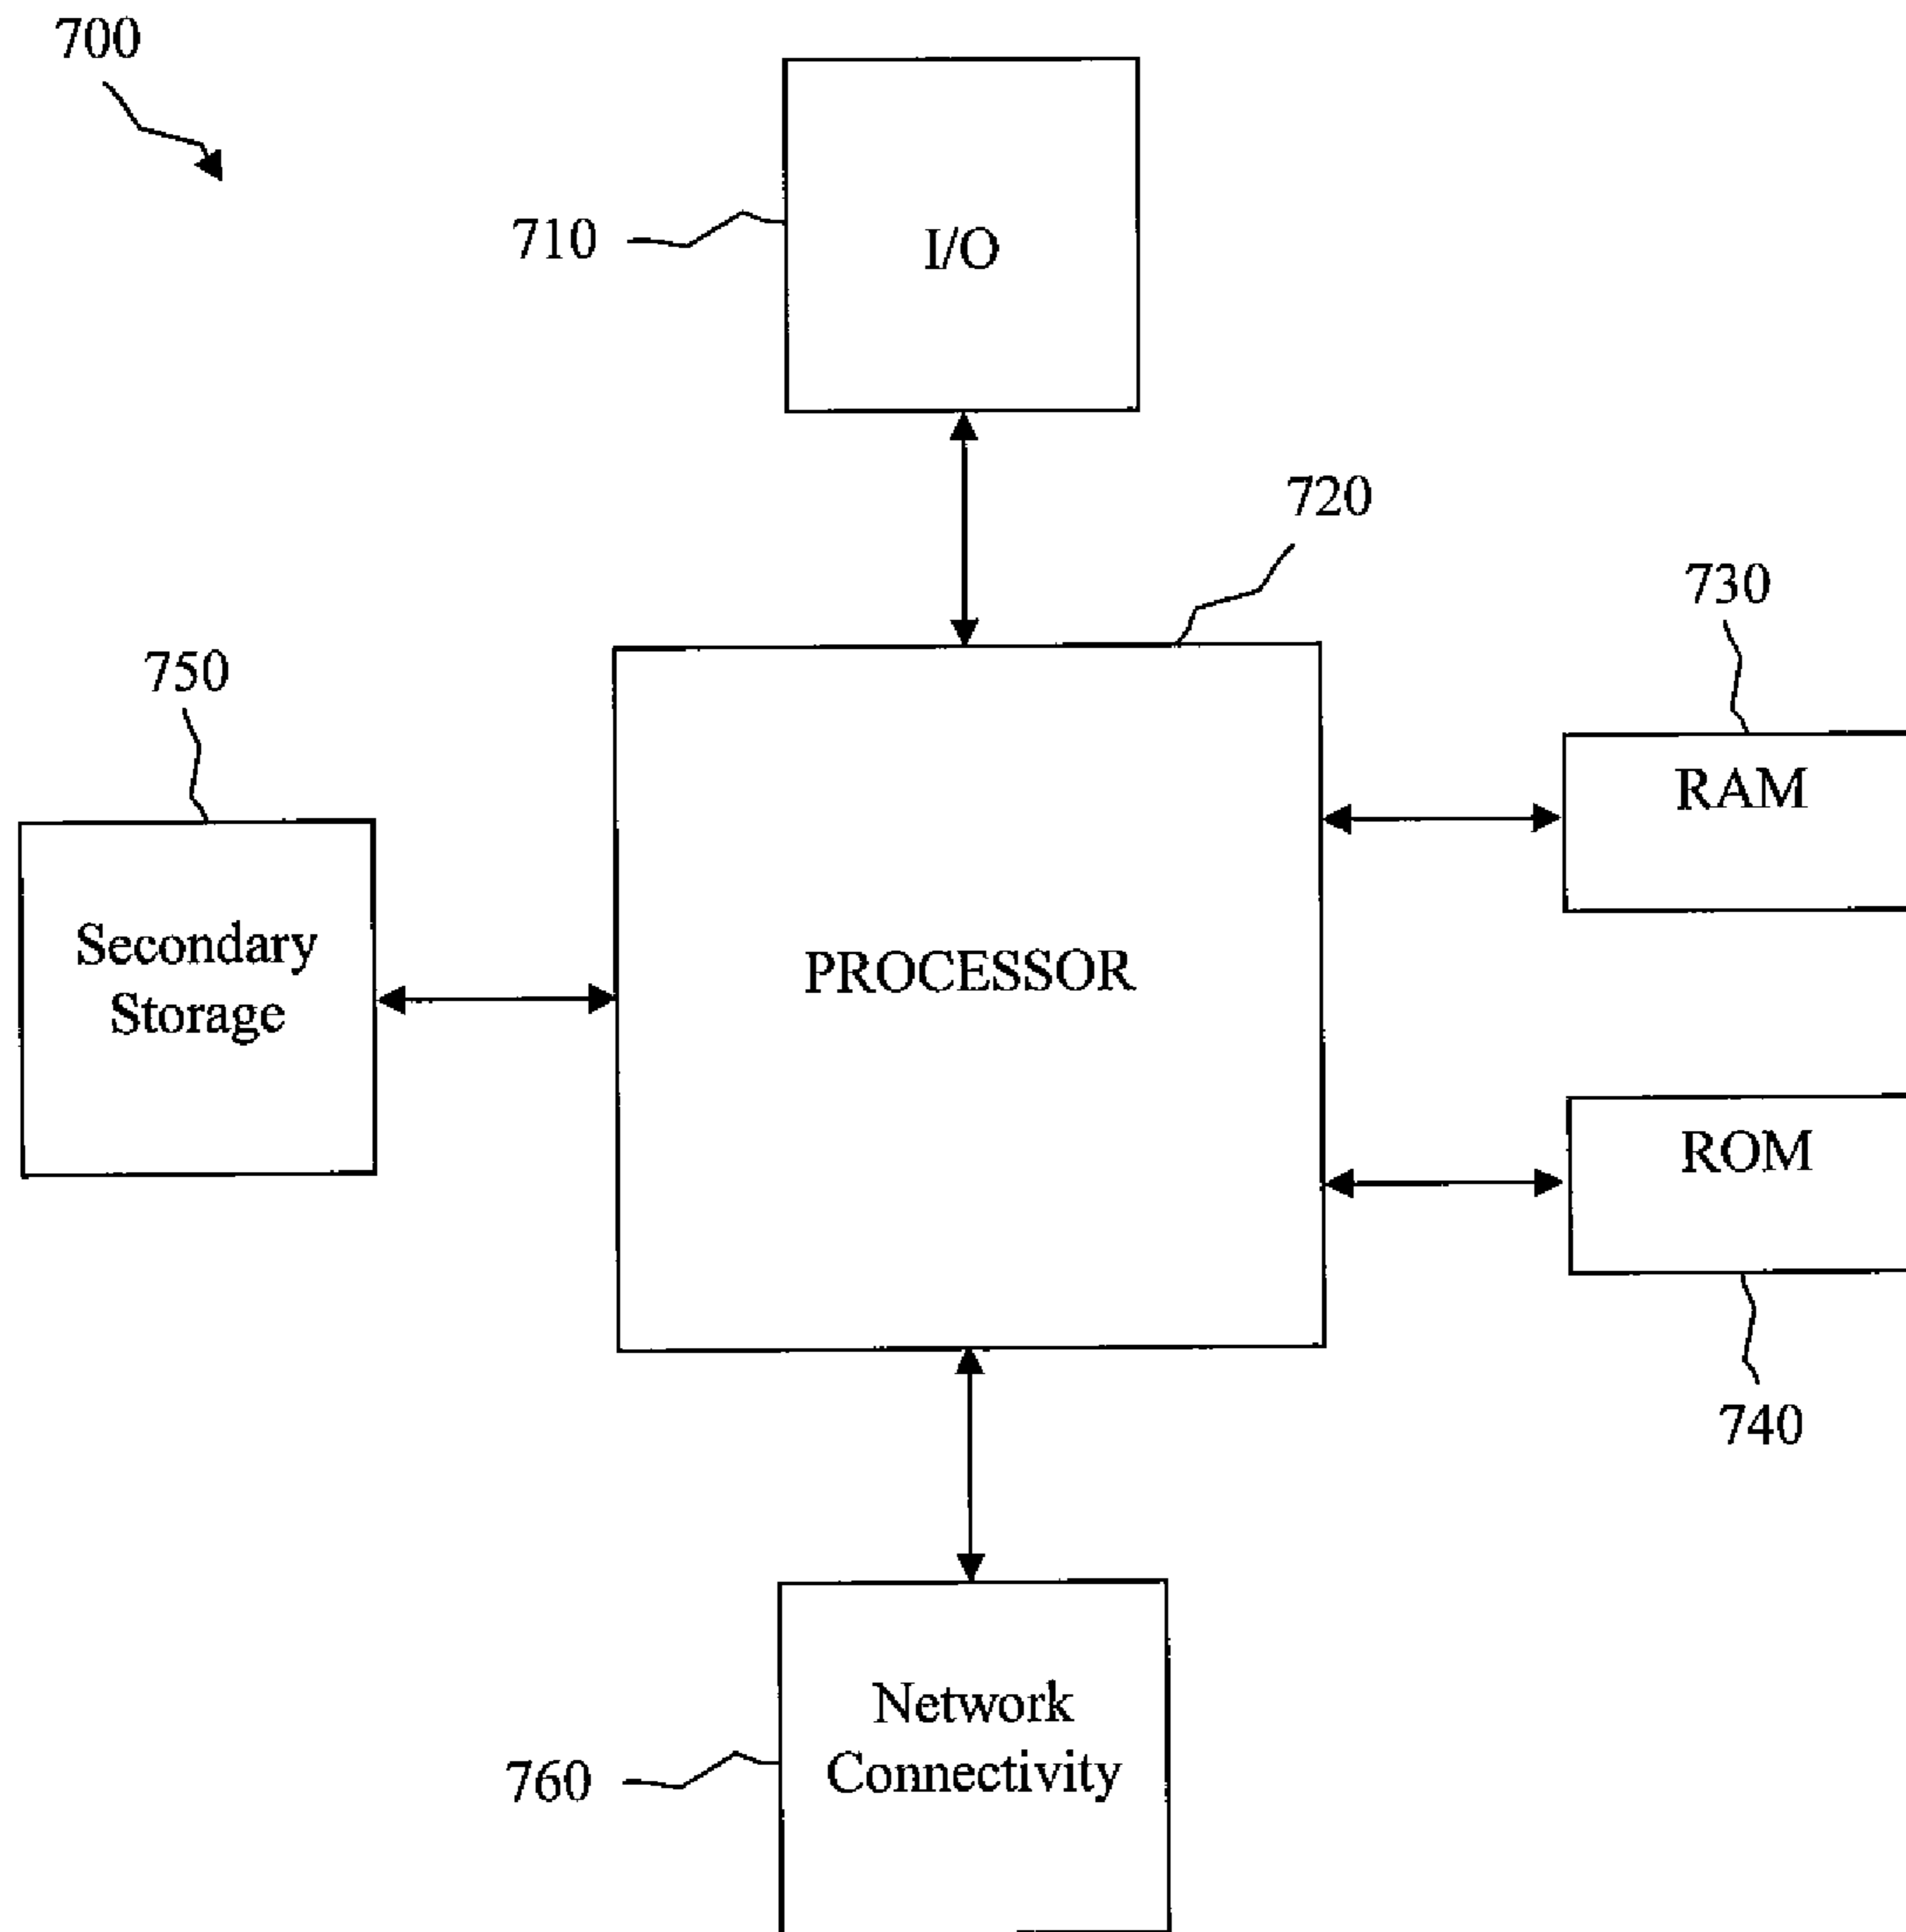 700
710
I/O
720
730
750
RAM
Secondary
Storage
PROCESSOR
ROM
740
Network
Connectivity
760